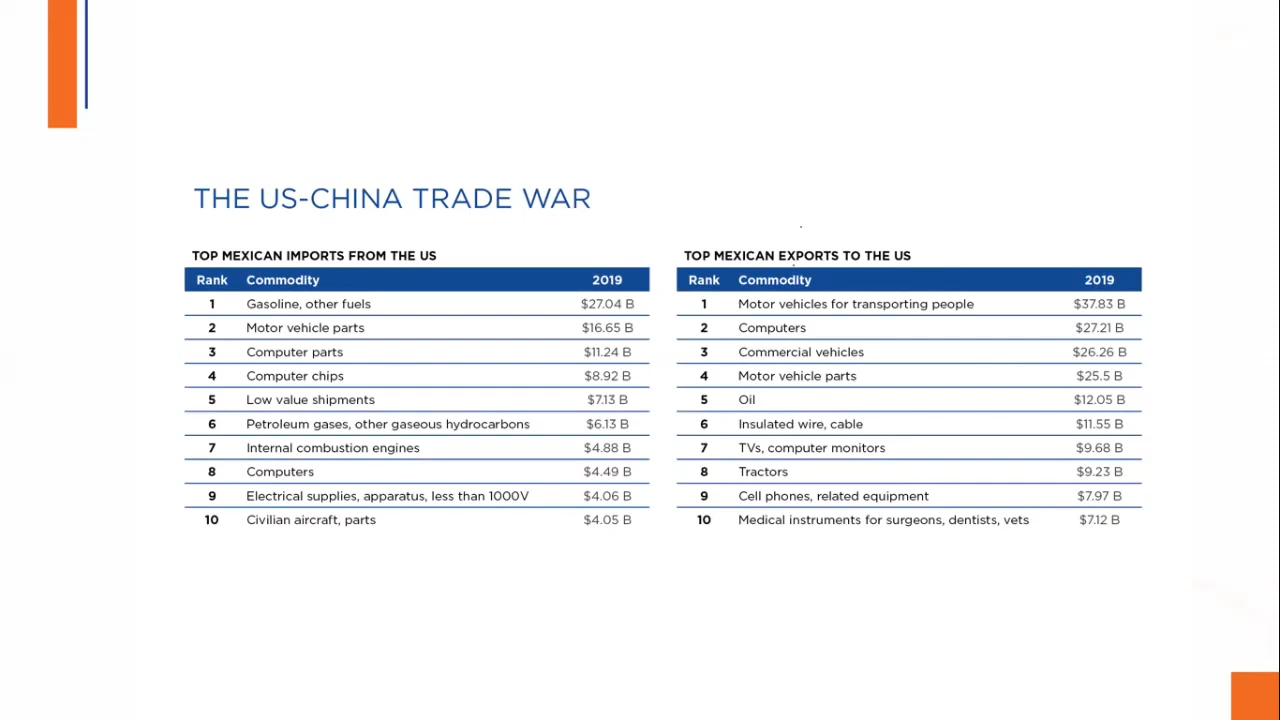 THE US-CHINA TRADE WAR
TOP MEXICAN IMPORTS FROM THE US
Rank Commodity 2019
1 Gasoline, other fuels $27.04 B
2 Motor vehicle parts $16.65 B
3 Computer parts $11.24 B
4 Computer chips $8.92 B
5 Low value shipments $7.13 B
6 Petroleum gases, other gaseous hydrocarbons $6.13 B
7 Internal combustion engines $4.88 B
8 Computers $4.49 B
9 Electrical supplies, apparatus, less than 1000V $4.06 B
10 Civilian aircraft, parts $4.05 B
TOP MEXICAN EXPORTS TO THE US
Rank Commodity 2019
1 Motor vehicles for transporting people $37.83 B
2 Computers $27.21 B
3 Commercial vehicles $26.26 B
4 Motor vehicle parts $25.5 B
5 Oil $12.05 B
6 Insulated wire, cable $11.55 B
7 TVs, computer monitors $9.68 B
8 Tractors $9.23 B
9 Cell phones, related equipment $7.97 B
10 Medical instruments for surgeons, dentists, vets $7.12 B